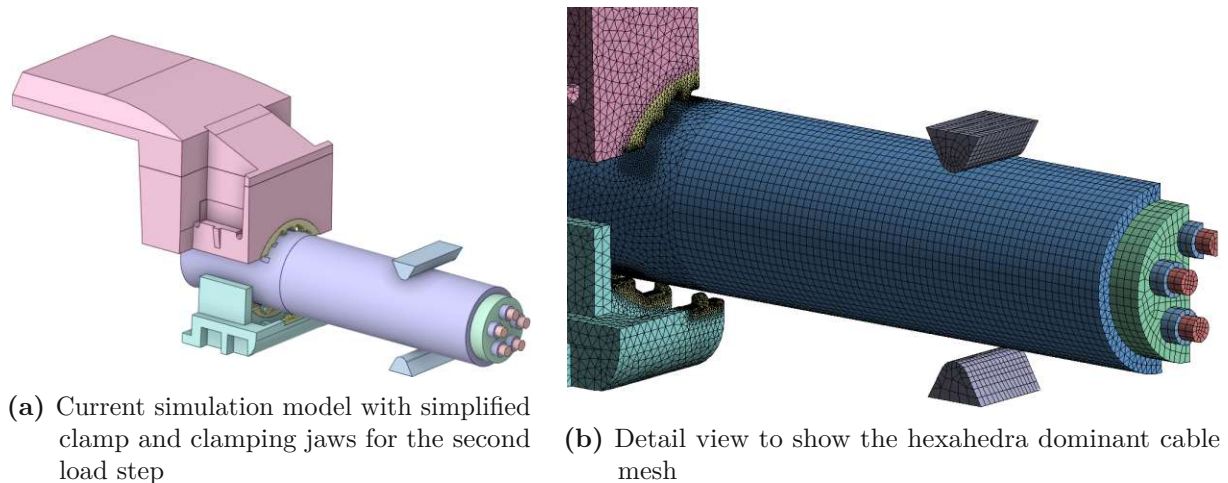 (a) Current simulation model with simplified
clamp and clamping jaws for the second
load step
(b) Detail view to show the hexahedra dominant cable
mesh